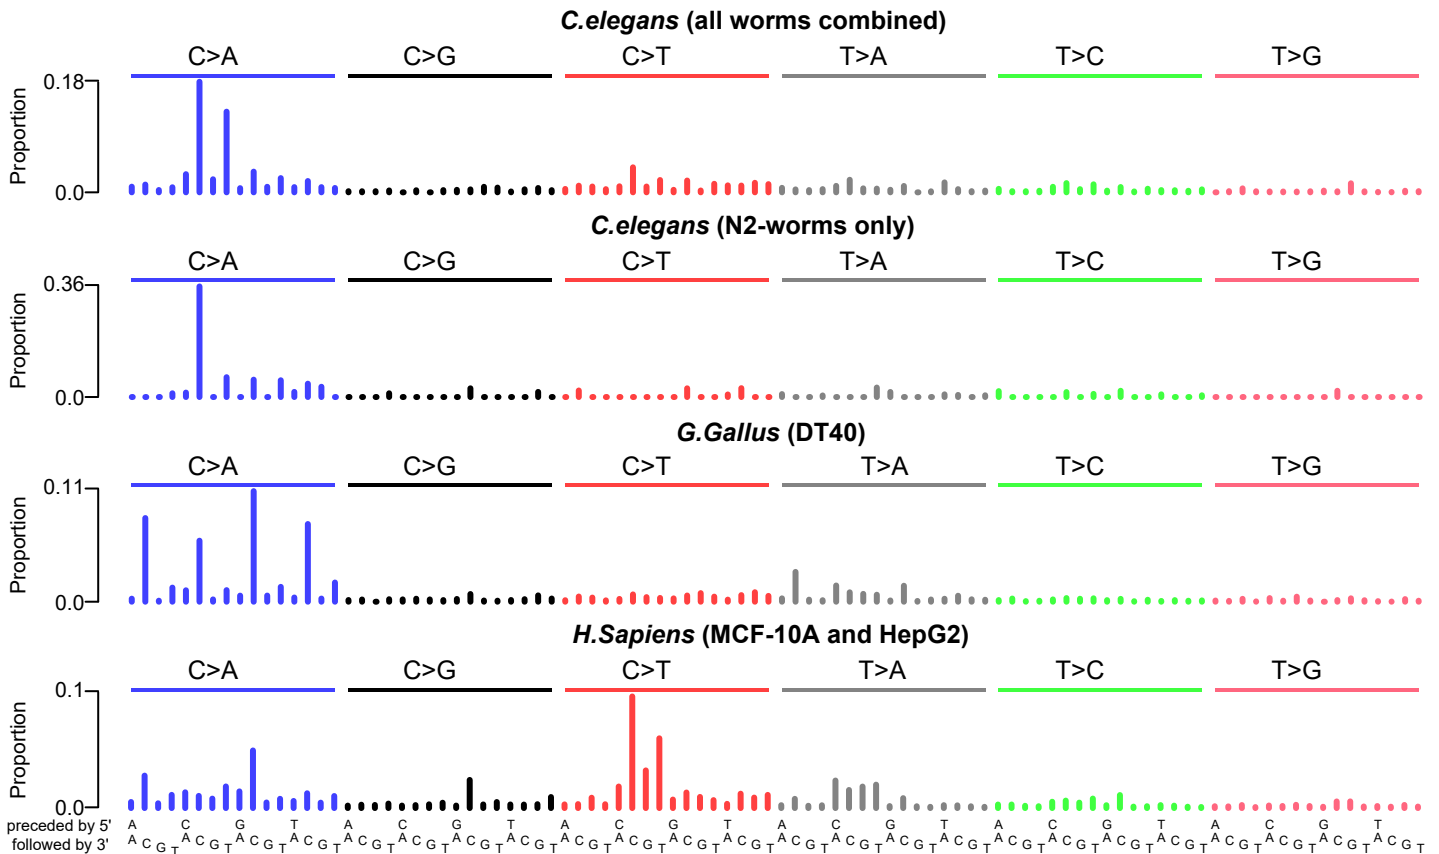 C.elegans (all worms combined)
C>A C>G C>T T>A T>C T>G
0.18
Proportion
0.0
C.elegans (N2-worms only)
C>A C>G C>T T>A T>C T>G
0.36
Proportion
0.0
G.Gallus (DT40)
C>A C>G C>T T>A T>C T>G
0.11
Proportion
0.0
H.Sapiens (MCF-10A and HepG2)
C>A C>G C>T T>A T>C T>G
0.1
Proportion
0.0
preceded by 5' A C G T A C G T A C G T A C G T A C G T A C G T
followed by 3' A C G T A C G T A C G T A C G T A C G T A C G T A C G T A C G T A C G T A C G T A C G T A C G T A C G T A C G T A C G T A C G T A C G T A C G T A C G T A C G T A C G T A C G T A C G T A C G T